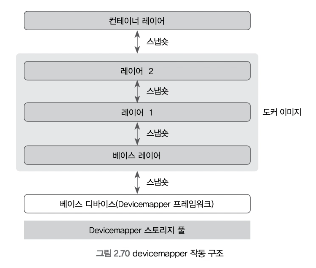 컨테이너 레이어
스냅숏
레이어 2
스냅숏
레이어 1
도커 이미지
스냅숏
베이스 레이어
스냅숏
베이스 디바이스(Devicemapper 프레임워크)
Devicemapper 스토리지 풀
그림 2.70 devicemapper 작동 구조